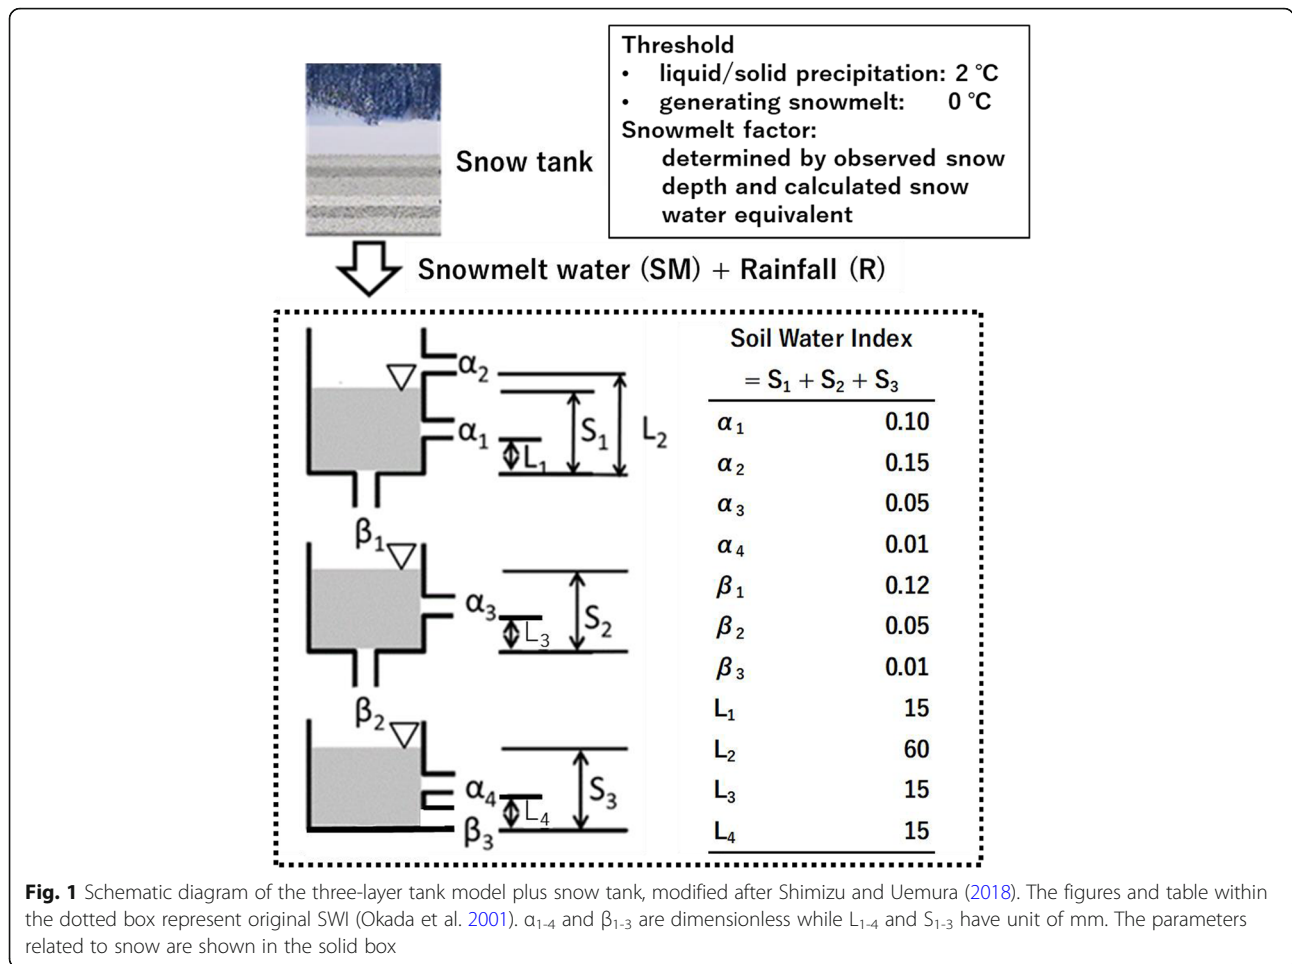 Threshold
• liquid/solid precipitation: 2 ℃
• generating snowmelt: 0 ℃
Snowmelt factor:
determined by observed snow
depth and calculated snow
water equivalent
Snow tank
Snowmelt water (SM) + Rainfall (R)
α2
α1
L1
S1
L2
β1
α3
L3
S2
β2
α4
L4
S3
β3
Soil Water Index
= S1 + S2 + S3
α1 0.10
α2 0.15
α3 0.05
α4 0.01
β1 0.12
β2 0.05
β3 0.01
L1 15
L2 60
L3 15
L4 15
Fig. 1 Schematic diagram of the three-layer tank model plus snow tank, modified after Shimizu and Uemura (2018). The figures and table within
the dotted box represent original SWI (Okada et al. 2001). α1-4 and β1-3 are dimensionless while L1-4 and S1-3 have unit of mm. The parameters
related to snow are shown in the solid box